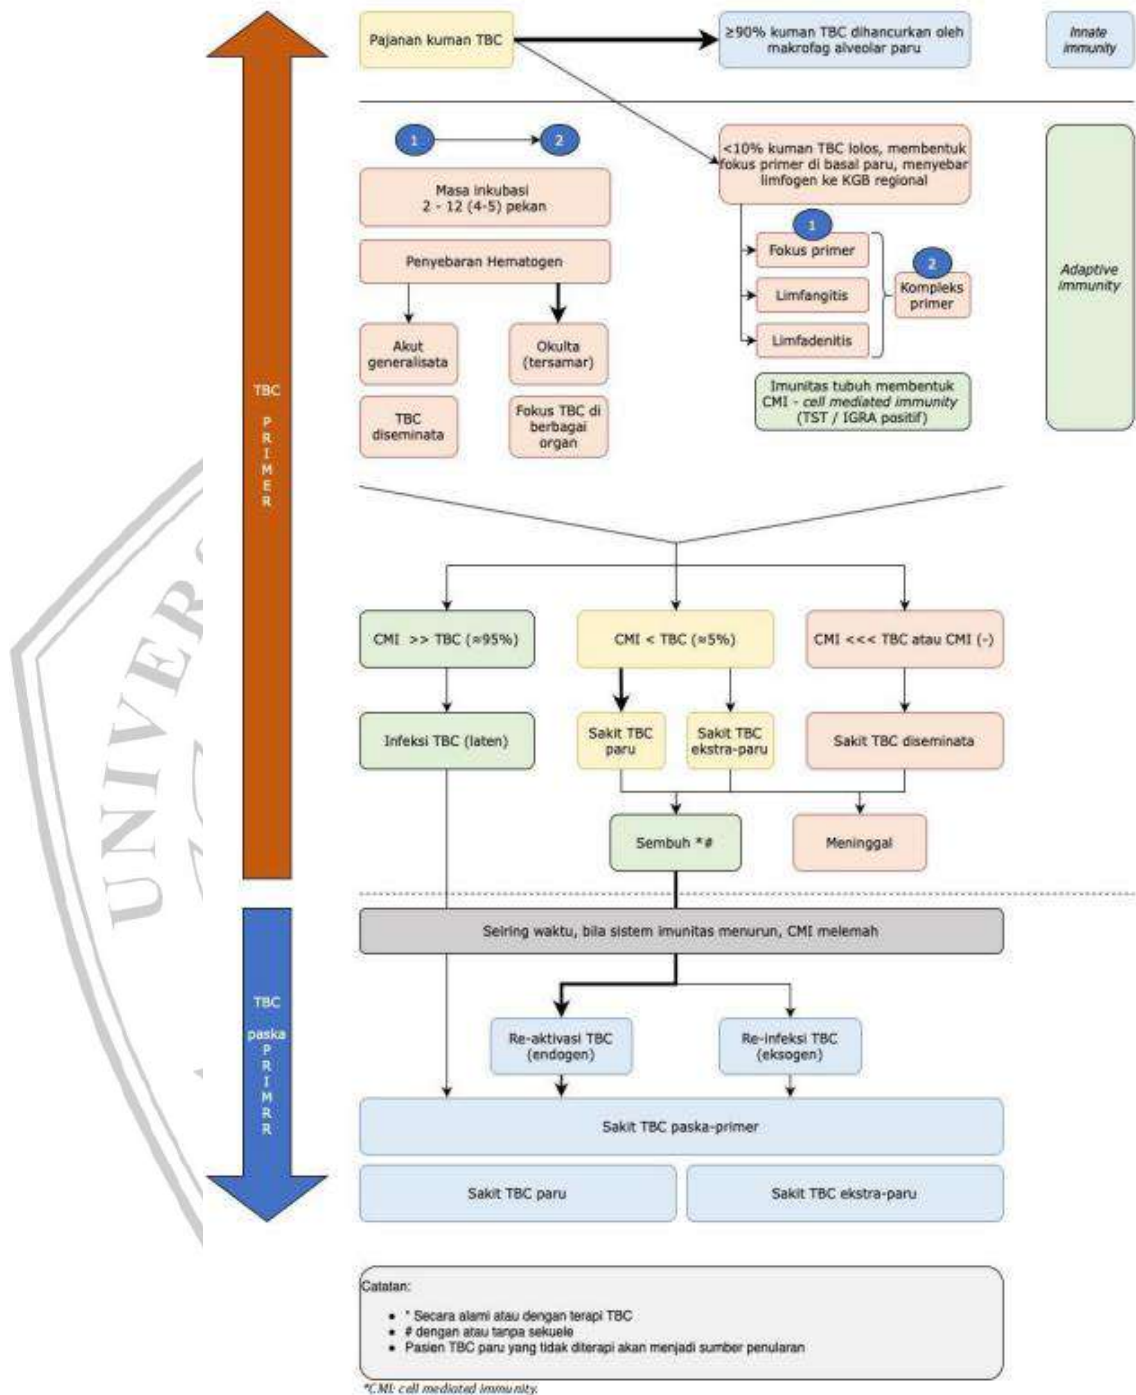 Pajanan kuman TBC
≥90% kuman TBC dihancurkan oleh
makrofag alveolar paru
Innate
immunity
1
2
Masa inkubasi
2 - 12 (4-5) pekan
Penyebaran Hematogen
Akut
generalisata
Okulta
(tersamar)
TBC
diseminata
Fokus TBC di
berbagai
organ
<10% kuman TBC lolos, membentuk
fokus primer di basal paru, menyebar
limfogen ke KGB regional
1
Fokus primer
Limfangitis
Limfadenitis
2
Kompleks
primer
Imunitas tubuh membentuk
CMI - cell mediated immunity
(TST / IGRA positif)
Adaptive
immunity
TBC
P
R
I
M
E
R
CMI >> TBC (≈95%)
CMI < TBC (≈5%)
CMI <<< TBC atau CMI (-)
Infeksi TBC (laten)
Sakit TBC
paru
Sakit TBC
ekstra-paru
Sakit TBC diseminata
Sembuh *#
Meninggal
UNIVERS
TBC
paska
P
R
I
M
R
R
Seiring waktu, bila sistem imunitas menurun, CMI melemah
Re-aktivasi TBC
(endogen)
Re-infeksi TBC
(eksogen)
Sakit TBC paska-primer
Sakit TBC paru
Sakit TBC ekstra-paru
Catatan:
• * Secara alami atau dengan terapi TBC
• # dengan atau tanpa sekuele
• Pasien TBC paru yang tidak diterapi akan menjadi sumber penularan
*CMI: cell mediated immunity.